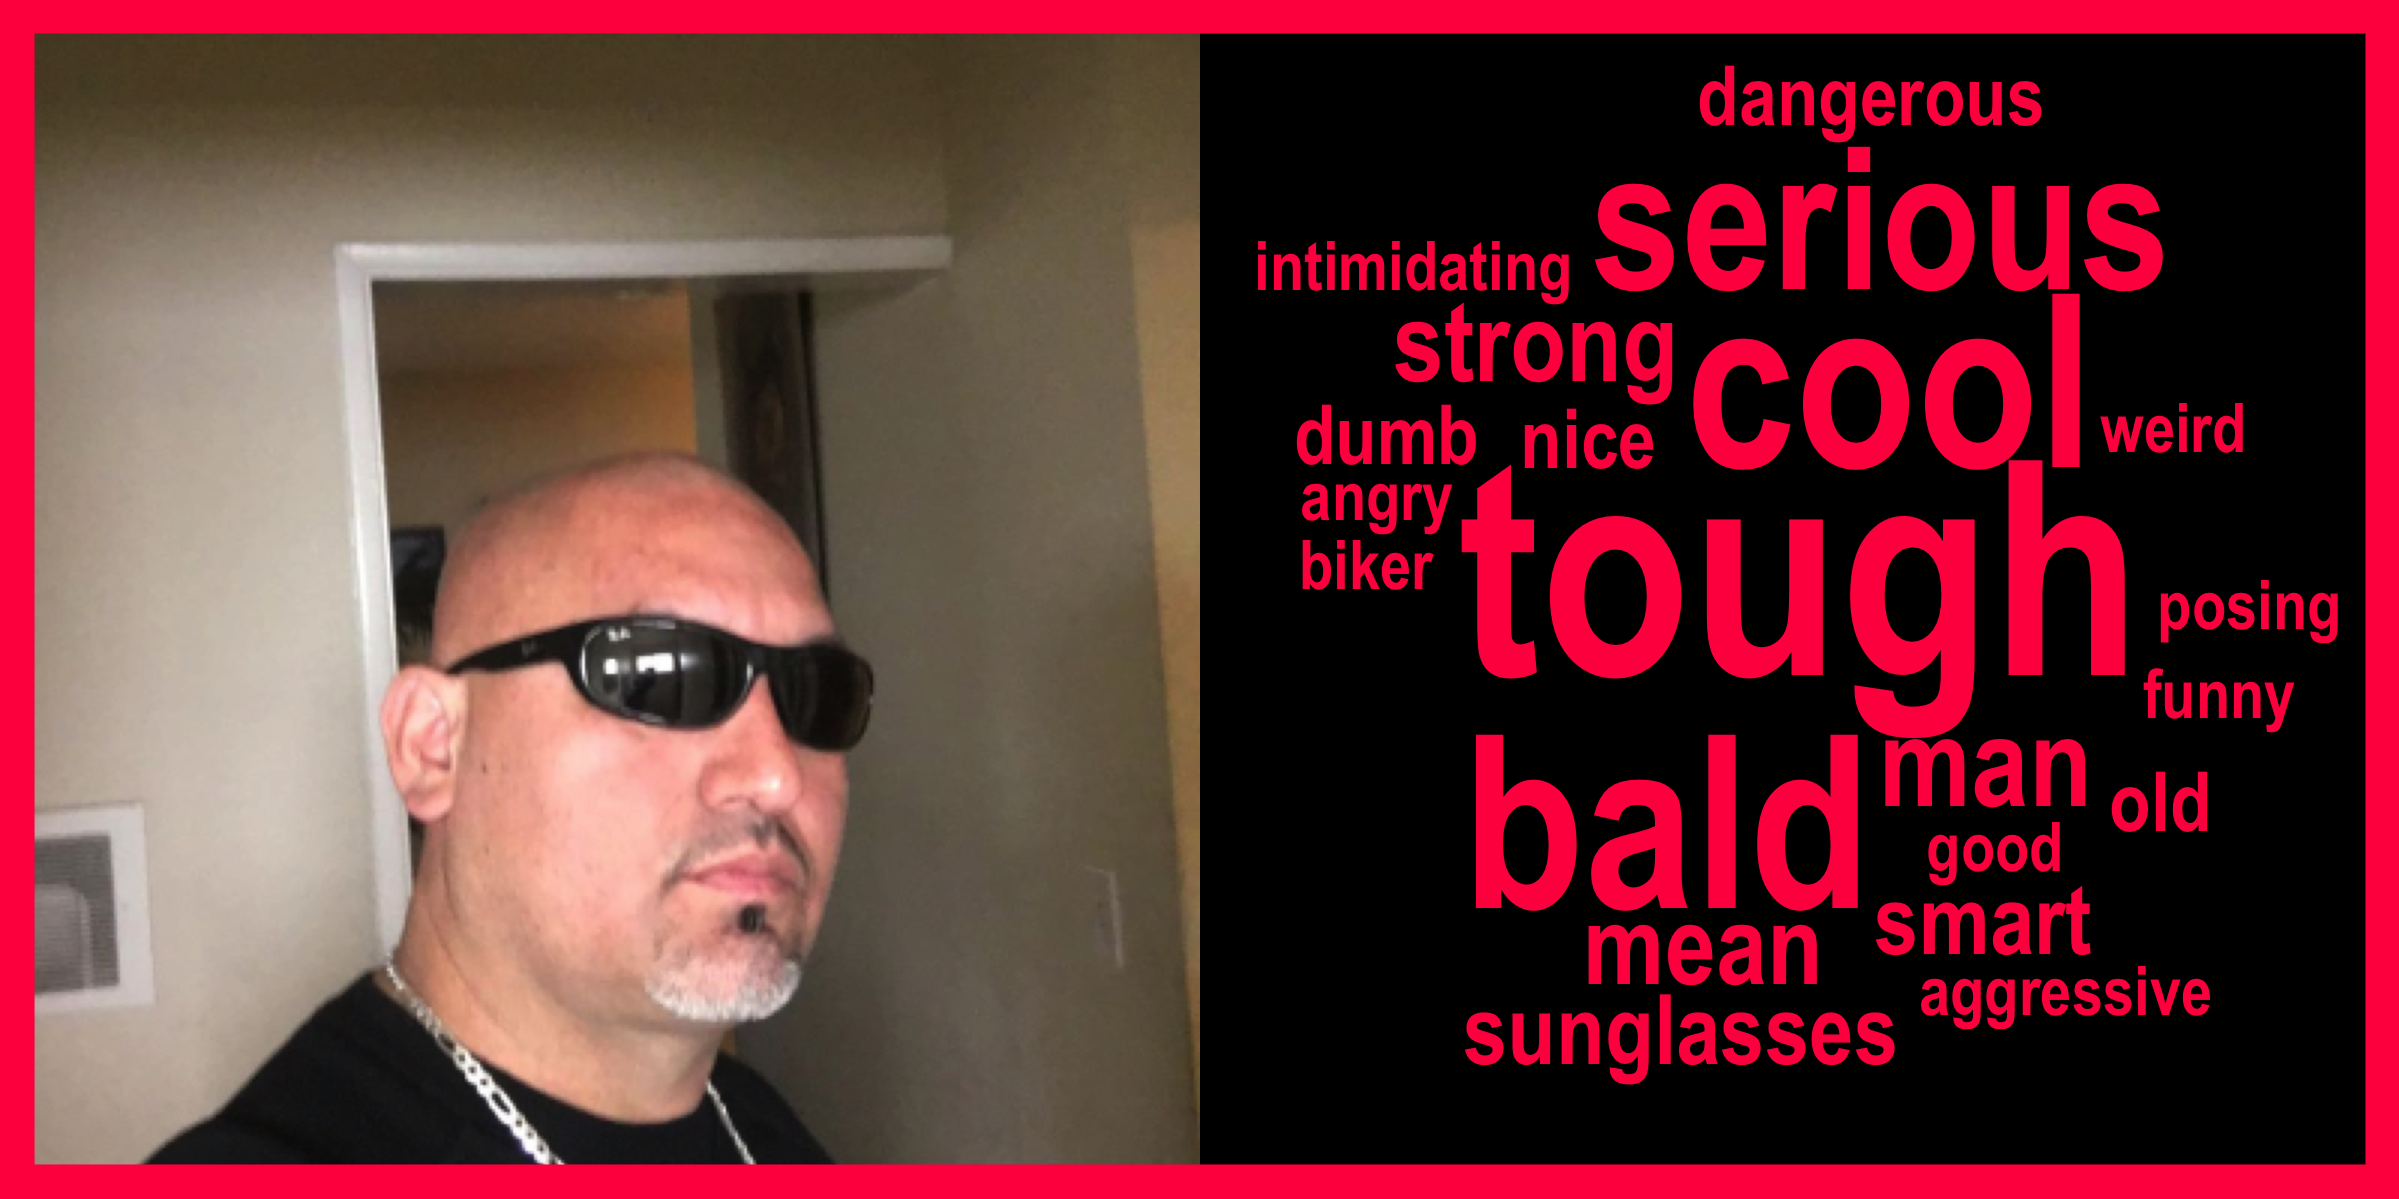 dangerous
serious
intimidating
strong
cool
dumb
nice
weird
angry
tough
biker
posing
funny
bald
man
old
good
smart
mean
aggressive
sunglasses